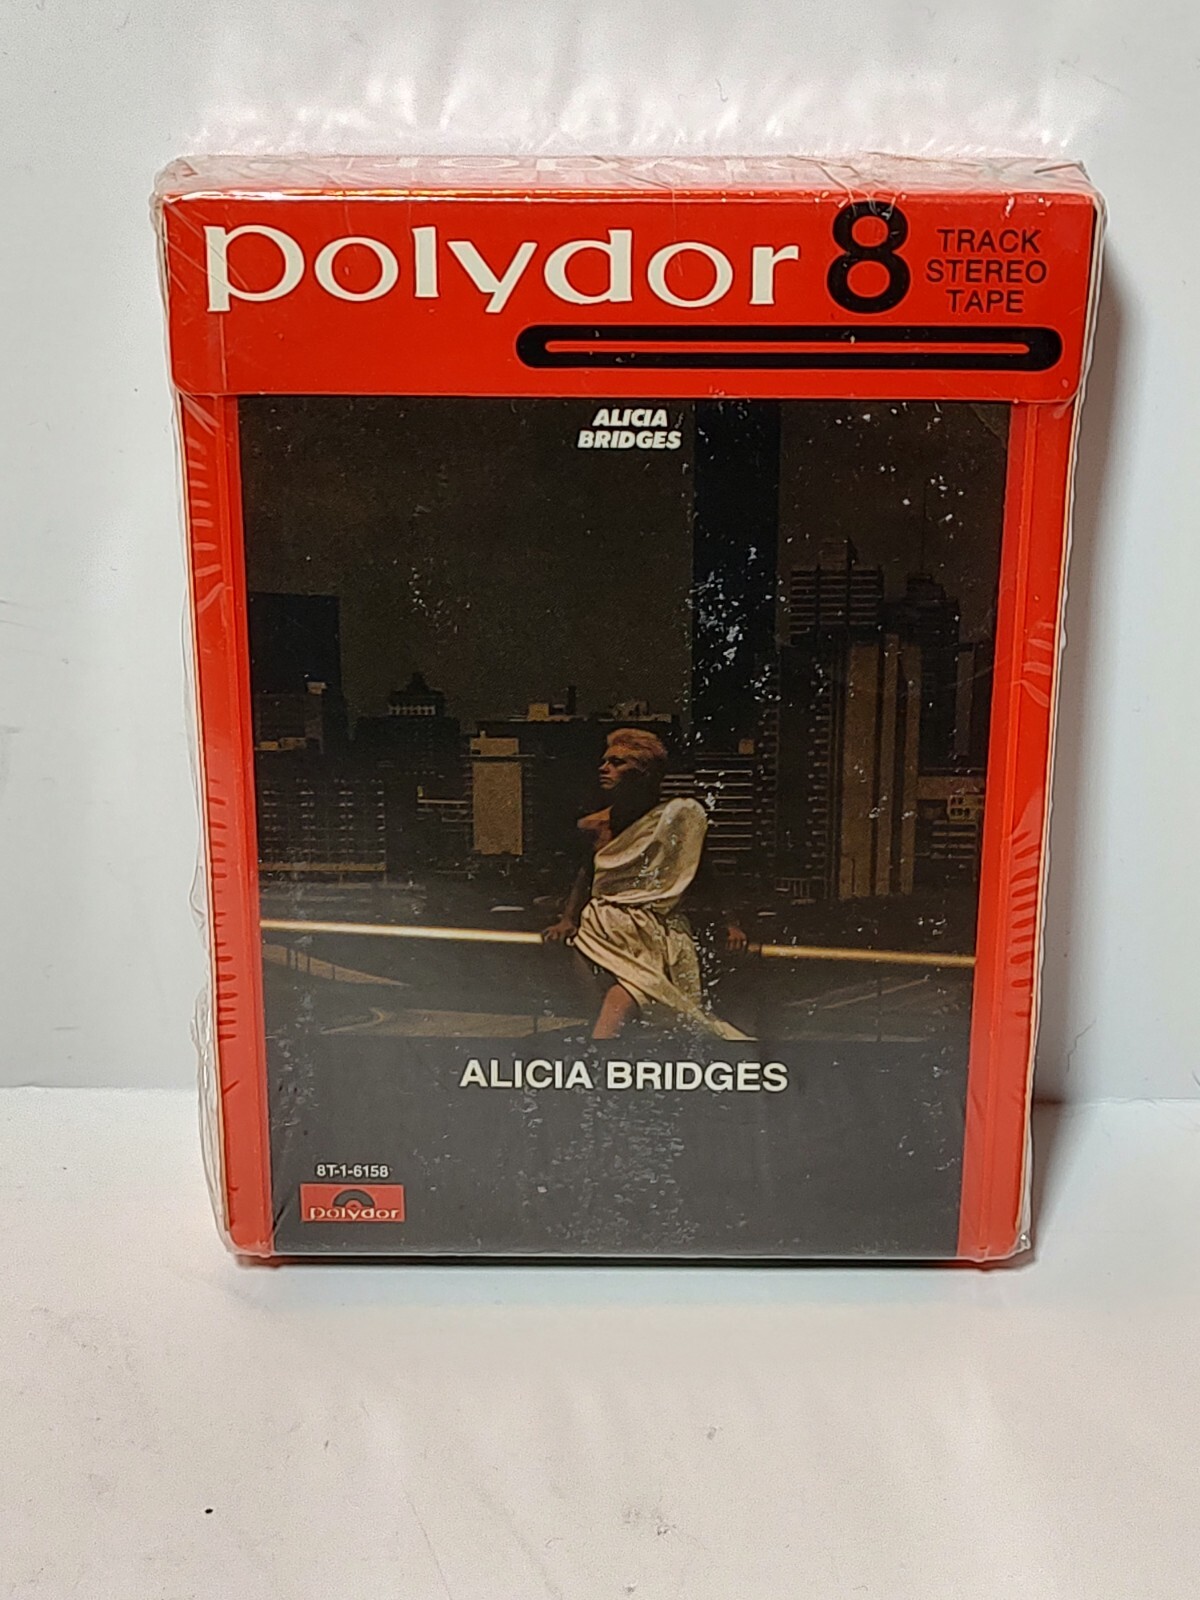 polydor 8 TRACK
STEREO
TAPE
ALICIA
BRIDGES
ALICIA BRIDGES
8T-1-6158
polydor